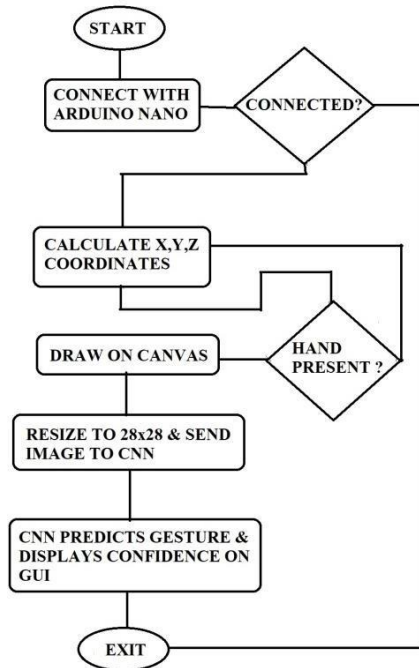 START
CONNECT WITH
ARDUINO NANO
CONNECTED?
CALCULATE X,Y,Z
COORDINATES
DRAW ON CANVAS
HAND
PRESENT ?
RESIZE TO 28x28 & SEND
IMAGE TO CNN
CNN PREDICTS GESTURE &
DISPLAYS CONFIDENCE ON
GUI
EXIT